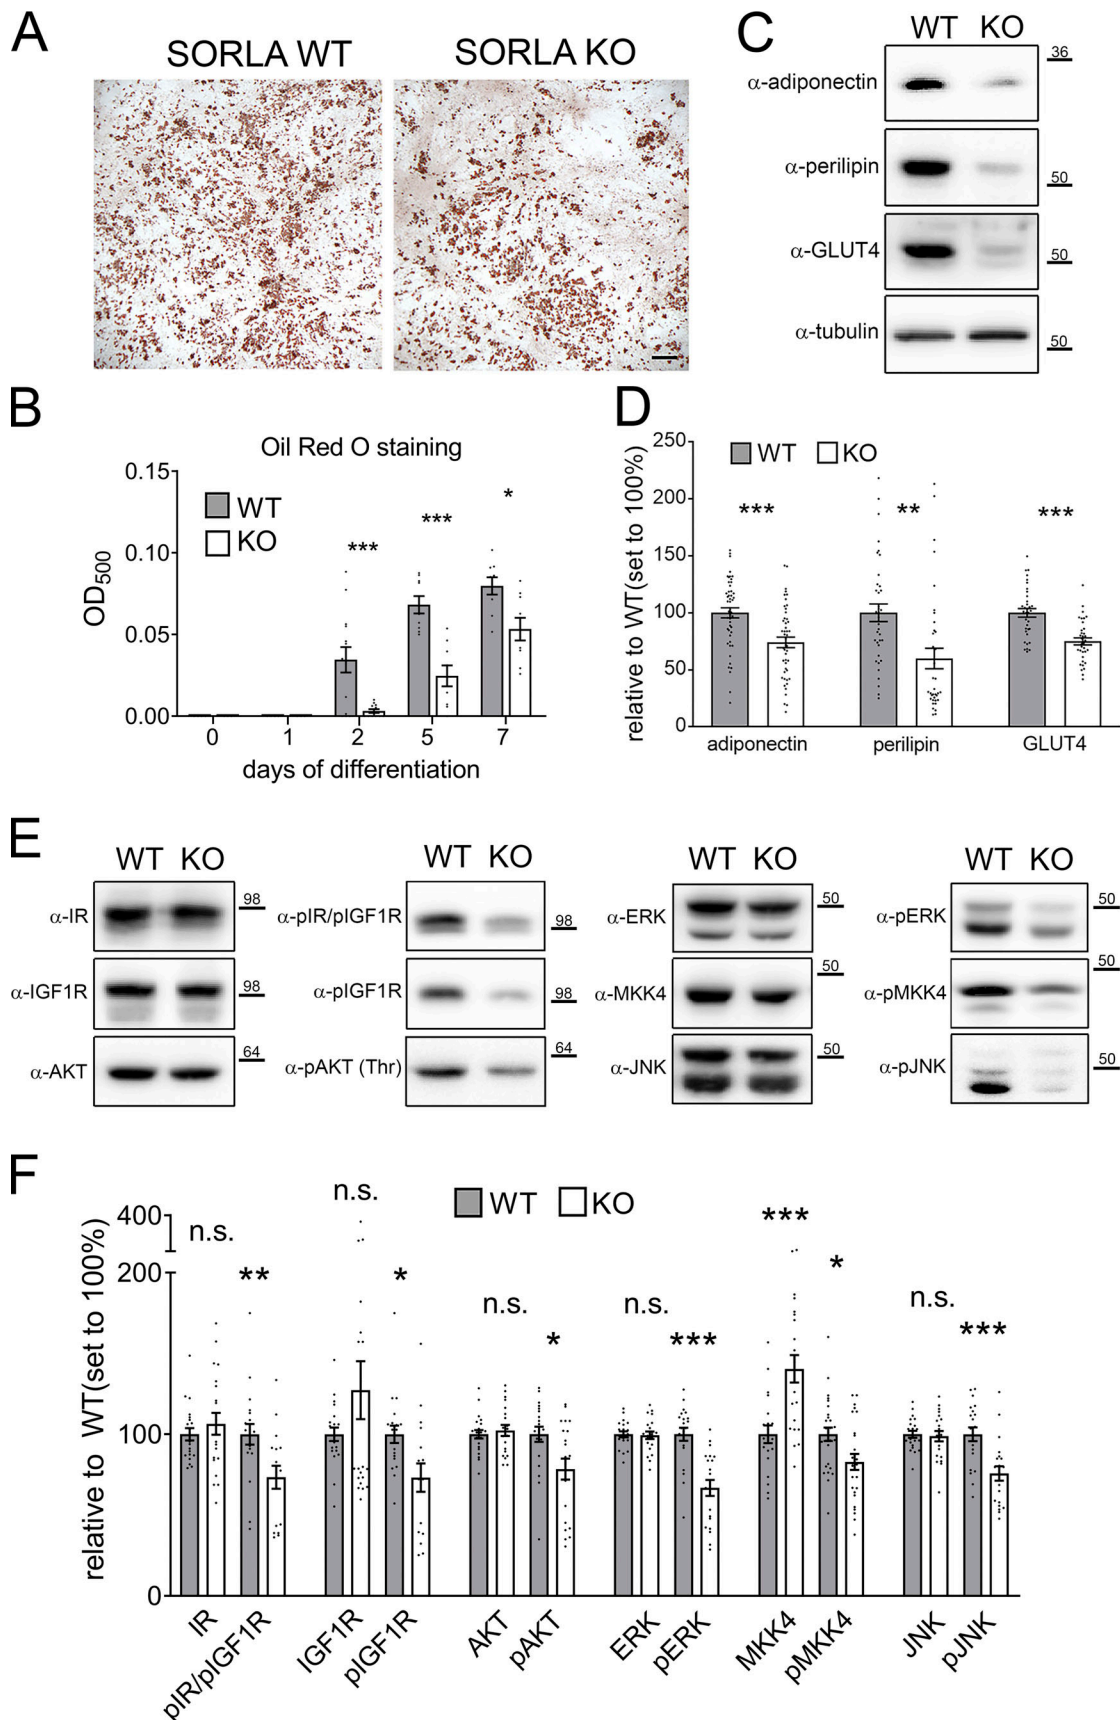 A
SORLA WT
SORLA KO
C
WT KO
α-adiponectin
36
α-perilipin
50
α-GLUT4
50
α-tubulin
50
B
Oil Red O staining
0.15
0.10
0.05
0.00
OD500
WT
KO
***
***
*
0 1 2 5 7
days of differentiation
D
250
200
150
100
50
0
relative to WT(set to 100%)
WT KO
***
**
***
adiponectin perilipin GLUT4
E
WT KO
α-IR
98
α-IGF1R
98
α-AKT
64
WT KO
α-pIR/pIGF1R
98
α-pIGF1R
98
α-pAKT (Thr)
64
WT KO
α-ERK
50
α-MKK4
50
α-JNK
50
WT KO
α-pERK
50
α-pMKK4
50
α-pJNK
50
F
400
200
100
0
relative to WT(set to 100%)
WT KO
n.s.
**
n.s.
*
n.s.
*
n.s.
***
***
*
n.s.
***
IR
pIR/pIGF1R
IGF1R
pIGF1R
AKT
pAKT
ERK
pERK
MKK4
pMKK4
JNK
pJNK